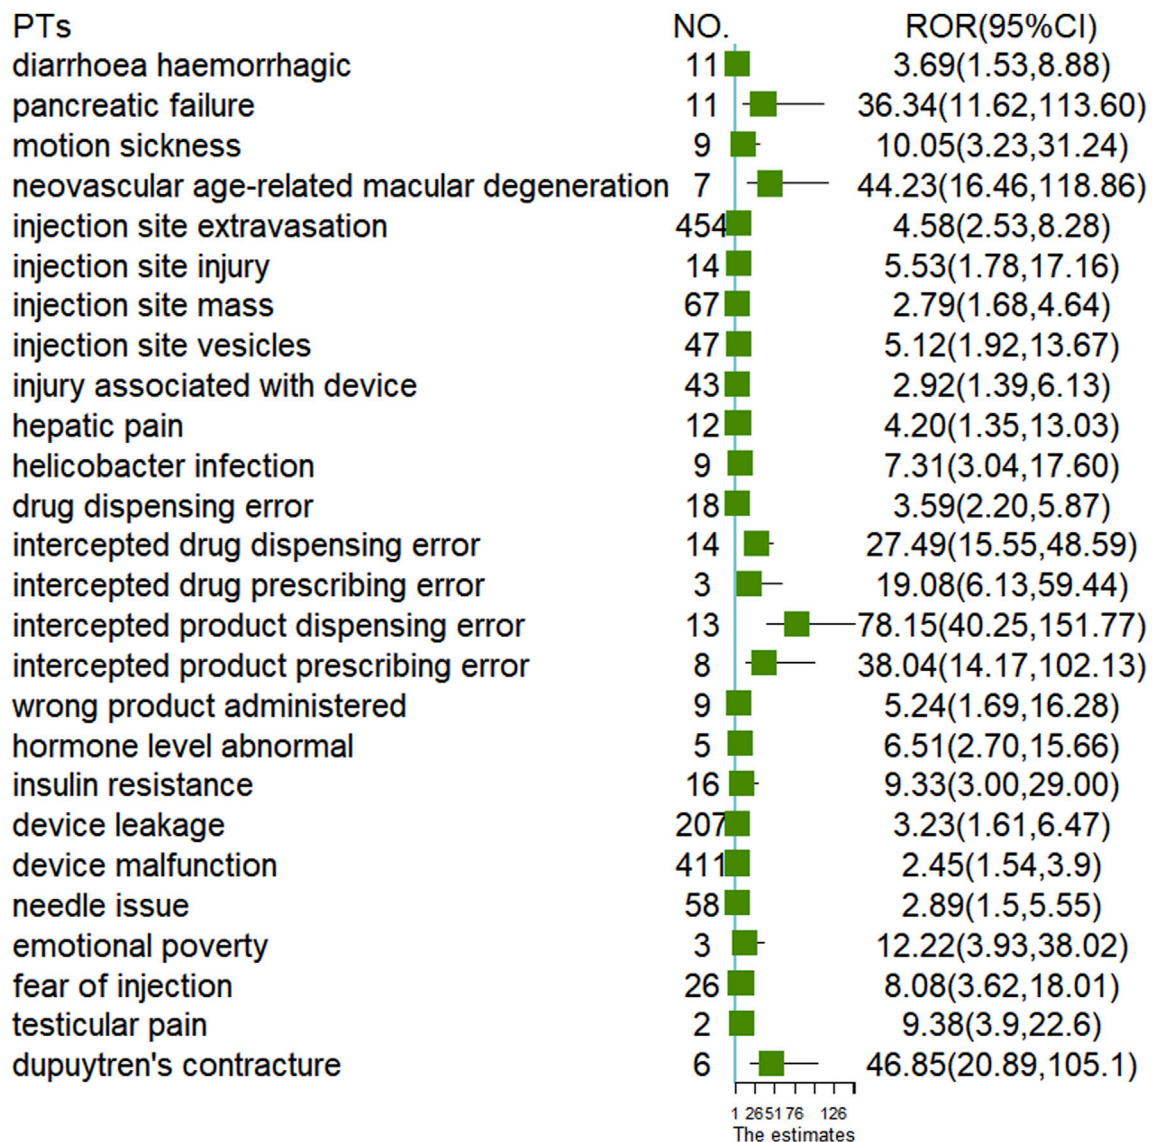 PTs NO. ROR(95%CI)
diarrhoea haemorrhagic 11 3.69(1.53,8.88)
pancreatic failure 11 36.34(11.62,113.60)
motion sickness 9 10.05(3.23,31.24)
neovascular age-related macular degeneration 7 44.23(16.46,118.86)
injection site extravasation 454 4.58(2.53,8.28)
injection site injury 14 5.53(1.78,17.16)
injection site mass 67 2.79(1.68,4.64)
injection site vesicles 47 5.12(1.92,13.67)
injury associated with device 43 2.92(1.39,6.13)
hepatic pain 12 4.20(1.35,13.03)
helicobacter infection 9 7.31(3.04,17.60)
drug dispensing error 18 3.59(2.20,5.87)
intercepted drug dispensing error 14 27.49(15.55,48.59)
intercepted drug prescribing error 3 19.08(6.13,59.44)
intercepted product dispensing error 13 78.15(40.25,151.77)
intercepted product prescribing error 8 38.04(14.17,102.13)
wrong product administered 9 5.24(1.69,16.28)
hormone level abnormal 5 6.51(2.70,15.66)
insulin resistance 16 9.33(3.00,29.00)
device leakage 207 3.23(1.61,6.47)
device malfunction 411 2.45(1.54,3.9)
needle issue 58 2.89(1.5,5.55)
emotional poverty 3 12.22(3.93,38.02)
fear of injection 26 8.08(3.62,18.01)
testicular pain 2 9.38(3.9,22.6)
dupuytren's contracture 6 46.85(20.89,105.1)
1 26 51 76 126
The estimates